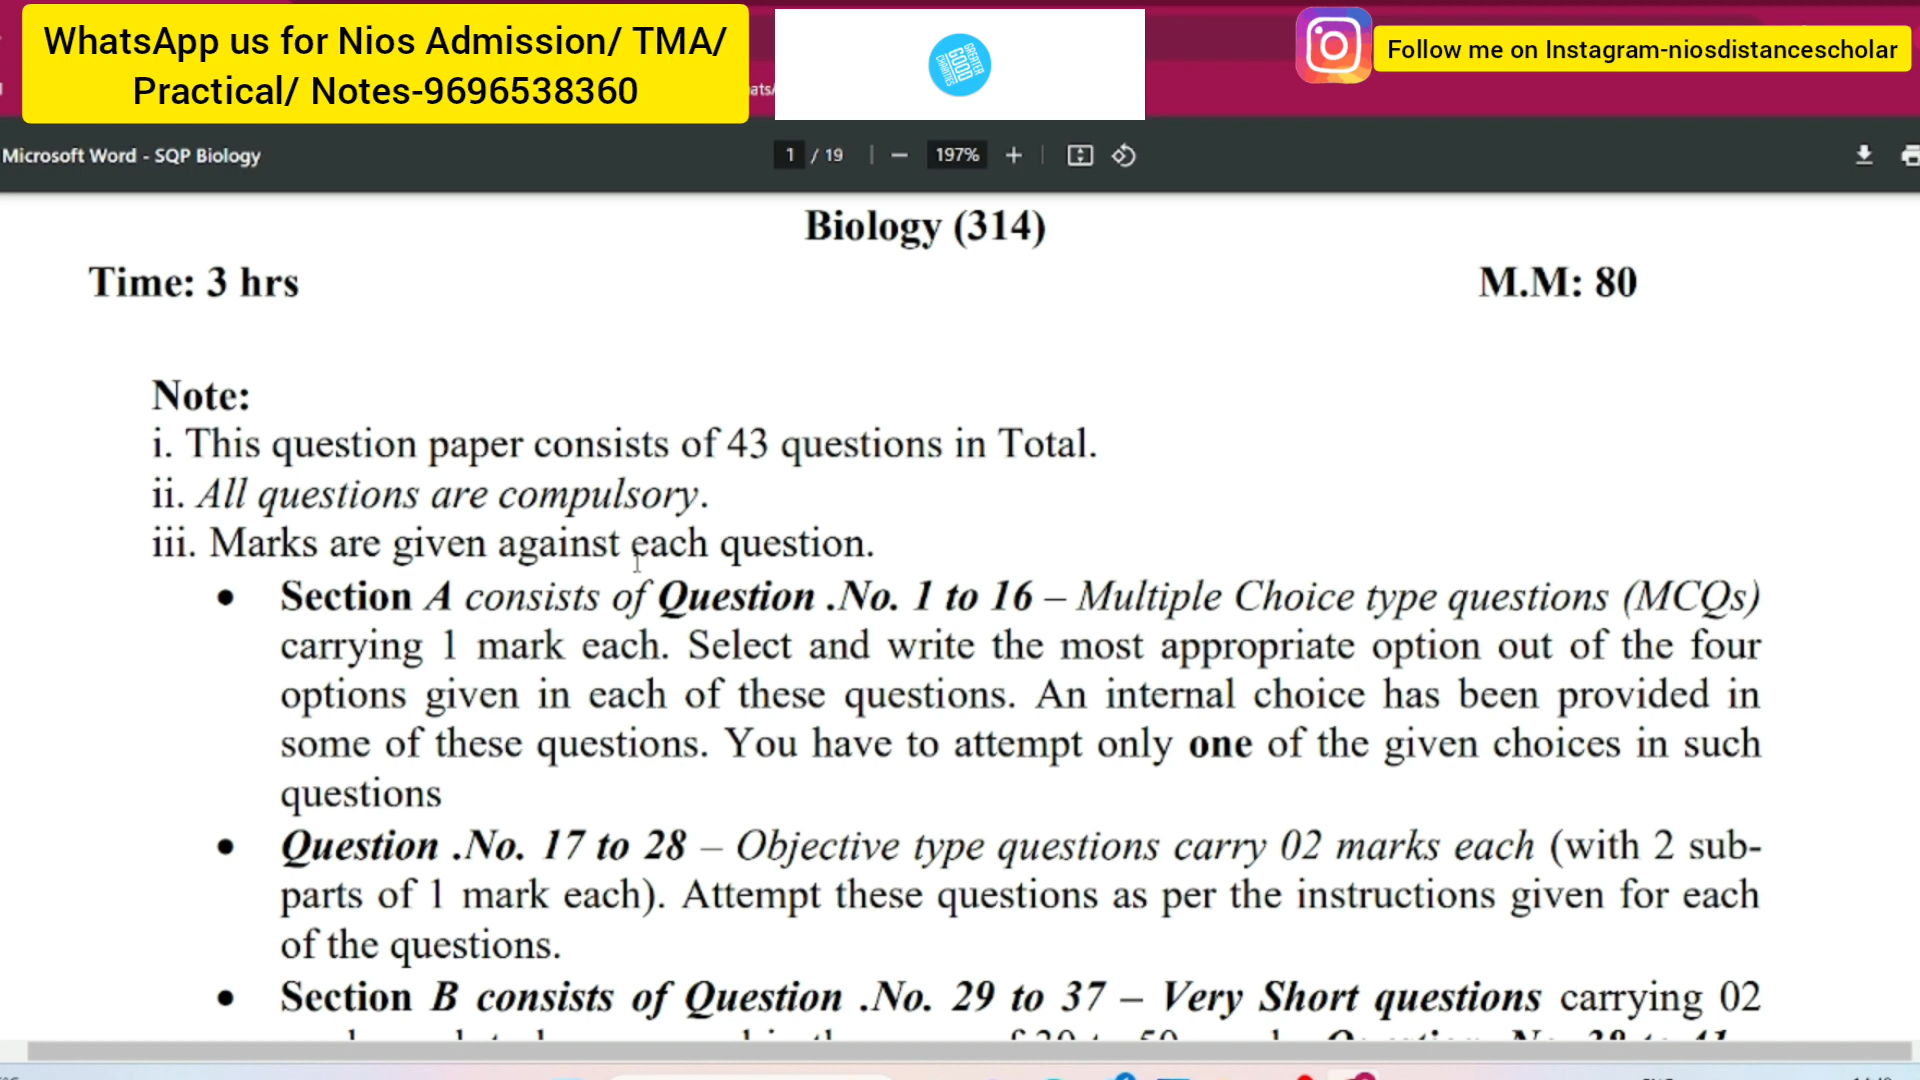 WhatsApp us for Nios Admission/ TMA/
Practical/ Notes-9696538360
GREATER
GOOD
CHARITIES
Follow me on Instagram-niosdistancescholar
Microsoft Word - SQP Biology
1 / 19
197%
Biology (314)
Time: 3 hrs
M.M: 80
Note:
i. This question paper consists of 43 questions in Total.
ii. All questions are compulsory.
iii. Marks are given against each question.
• Section A consists of Question .No. 1 to 16 – Multiple Choice type questions (MCQs)
carrying 1 mark each. Select and write the most appropriate option out of the four
options given in each of these questions. An internal choice has been provided in
some of these questions. You have to attempt only one of the given choices in such
questions
• Question .No. 17 to 28 – Objective type questions carry 02 marks each (with 2 sub-
parts of 1 mark each). Attempt these questions as per the instructions given for each
of the questions.
• Section B consists of Question .No. 29 to 37 – Very Short questions carrying 02